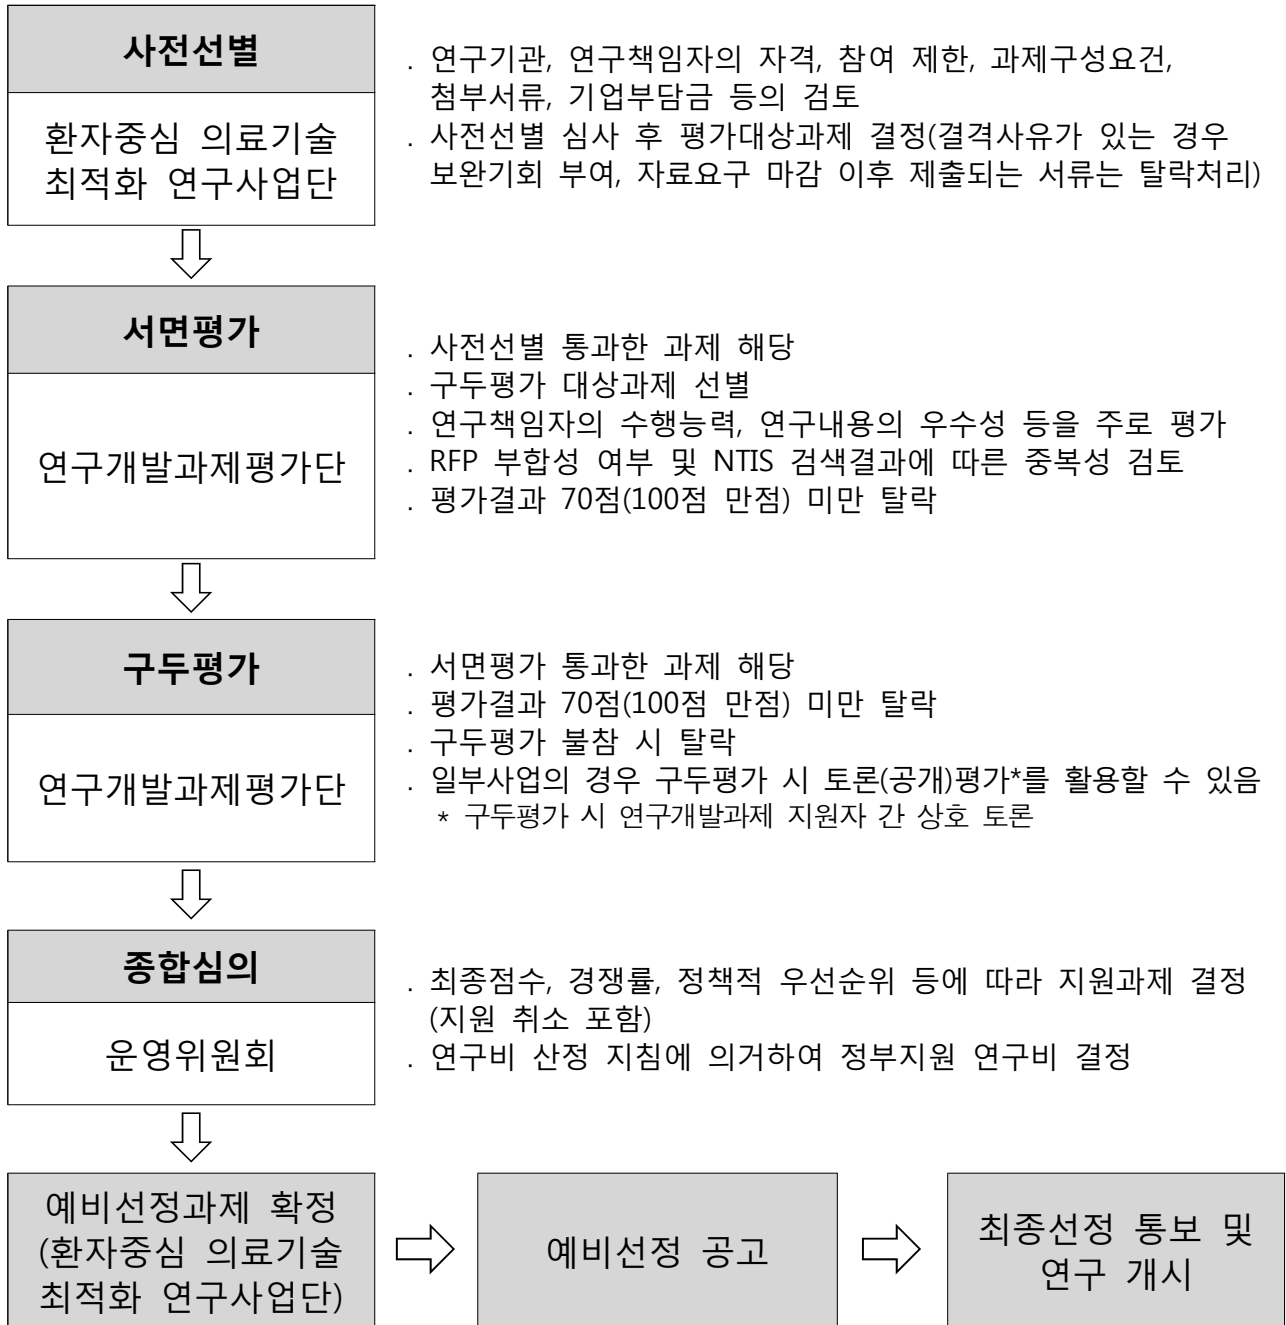 사전선별
환자중심 의료기술
최적화 연구사업단
. 연구기관, 연구책임자의 자격, 참여 제한, 과제구성요건,
첨부서류, 기업부담금 등의 검토
. 사전선별 심사 후 평가대상과제 결정(결격사유가 있는 경우
보완기회 부여, 자료요구 마감 이후 제출되는 서류는 탈락처리)
서면평가
연구개발과제평가단
. 사전선별 통과한 과제 해당
. 구두평가 대상과제 선별
. 연구책임자의 수행능력, 연구내용의 우수성 등을 주로 평가
. RFP 부합성 여부 및 NTIS 검색결과에 따른 중복성 검토
. 평가결과 70점(100점 만점) 미만 탈락
구두평가
연구개발과제평가단
. 서면평가 통과한 과제 해당
. 평가결과 70점(100점 만점) 미만 탈락
. 구두평가 불참 시 탈락
. 일부사업의 경우 구두평가 시 토론(공개)평가*를 활용할 수 있음
* 구두평가 시 연구개발과제 지원자 간 상호 토론
종합심의
운영위원회
. 최종점수, 경쟁률, 정책적 우선순위 등에 따라 지원과제 결정
(지원 취소 포함)
. 연구비 산정 지침에 의거하여 정부지원 연구비 결정
예비선정과제 확정
(환자중심 의료기술
최적화 연구사업단)
예비선정 공고
최종선정 통보 및
연구 개시